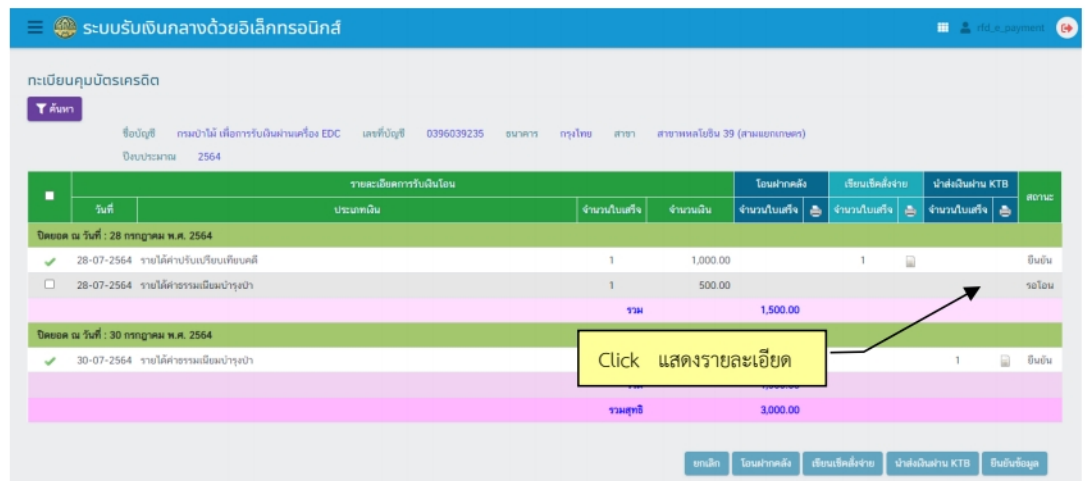 ระบบรับเงินกลางด้วยอิเล็กทรอนิกส์ rfd_e_payment
ทะเบียนคุมบัตรเครดิต
ค้นหา
ชื่อบัญชี กรมป่าไม้ เพื่อการรับเงินผ่านเครื่อง EDC เลขที่บัญชี 0396039235 ธนาคาร กรุงไทย สาขา สาขาพหลโยธิน 39 (สามแยกเกษตร)
ปีงบประมาณ 2564
รายละเอียดการรับเงินโอน โอนฝากคลัง เขียนเช็คสั่งจ่าย นำส่งเงินผ่าน KTB สถานะ
วันที่ ประเภทเงิน จำนวนใบเสร็จ จำนวนเงิน จำนวนใบเสร็จ จำนวนใบเสร็จ จำนวนใบเสร็จ
ปิดยอด ณ วันที่ : 28 กรกฎาคม พ.ศ. 2564
28-07-2564 รายได้ค่าปรับเปรียบเทียบคดี 1 1,000.00 1 ยืนยัน
28-07-2564 รายได้ค่าธรรมเนียมบำรุงป่า 1 500.00 รอโอน
รวม 1,500.00
ปิดยอด ณ วันที่ : 30 กรกฎาคม พ.ศ. 2564
30-07-2564 รายได้ค่าธรรมเนียมบำรุงป่า 1 ยืนยัน
Click แสดงรายละเอียด
รวมสุทธิ 3,000.00
ยกเลิก โอนฝากคลัง เขียนเช็คสั่งจ่าย นำส่งเงินผ่าน KTB ยืนยันข้อมูล